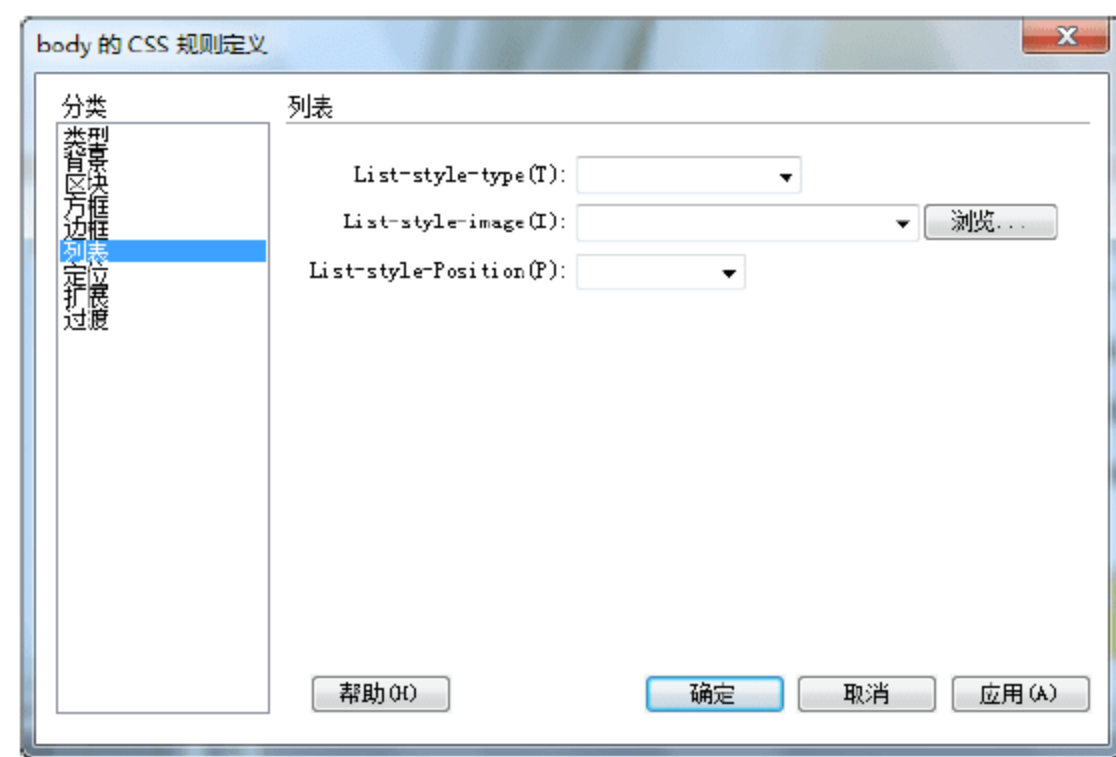 body 的 CSS 规则定义
分类
类型
背景
区块
方框
边框
列表
定位
扩展
过度
列表
List-style-type(T):
List-style-image(I):
浏览...
List-style-Position(P):
帮助(H)
确定
取消
应用(A)